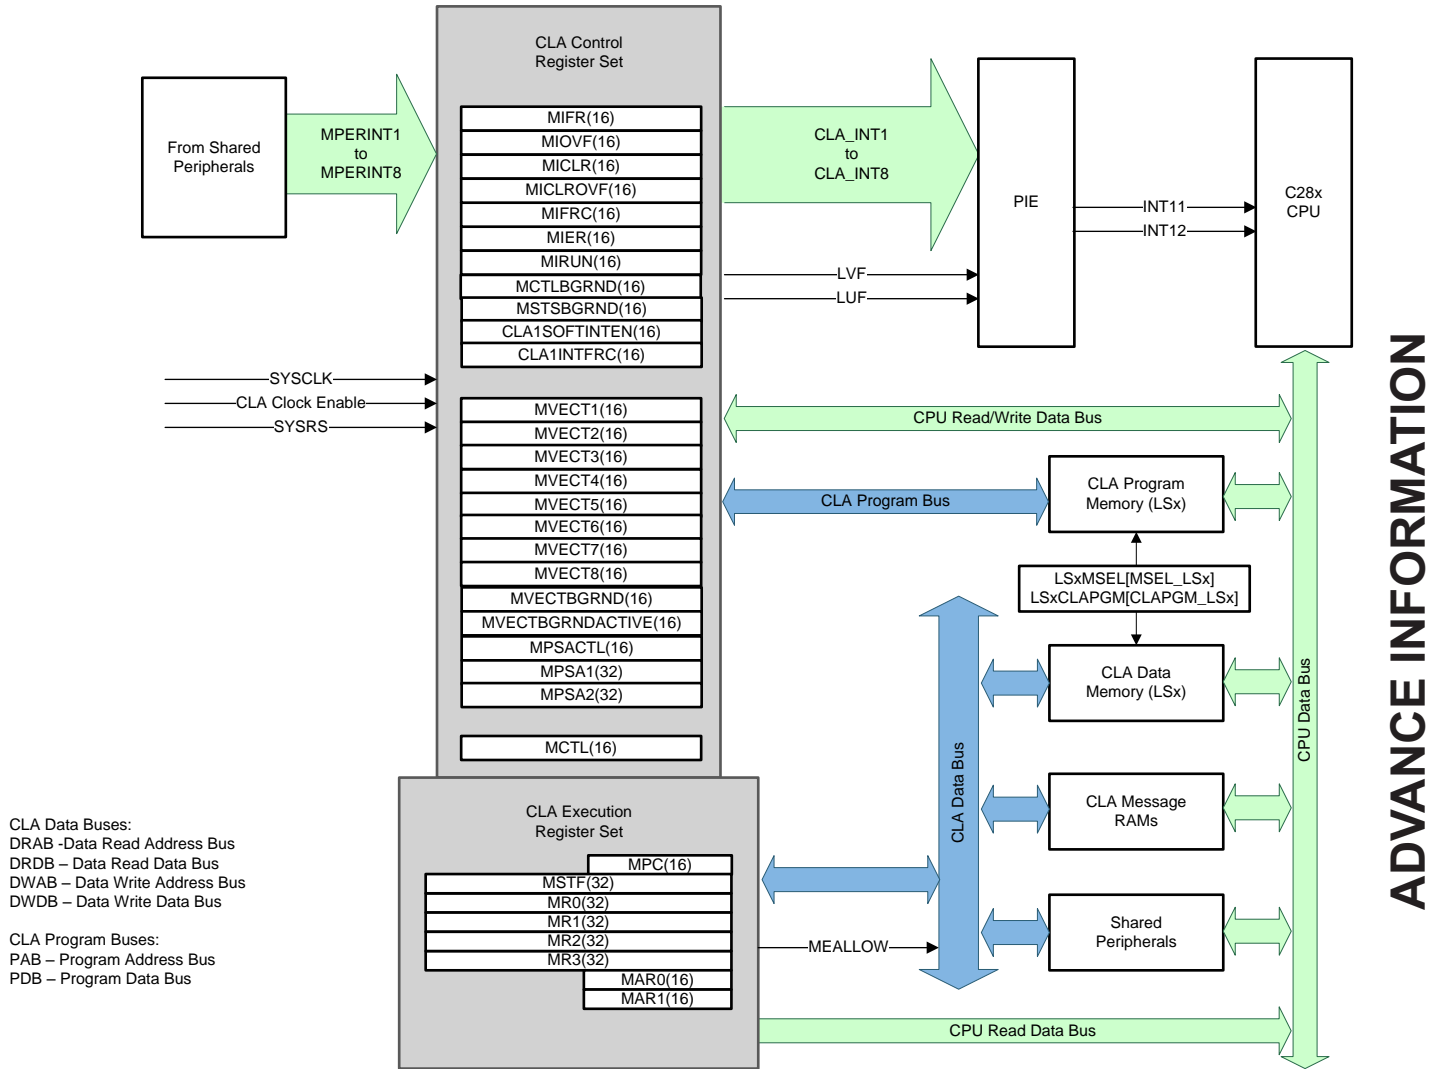 CLA Control
Register Set
From Shared
Peripherals
MPERINT1
to
MPERINT8
MIFR(16)
MIOVF(16)
MICLR(16)
MICLROVF(16)
MIFRC(16)
MIER(16)
MIRUN(16)
MCTLBGRND(16)
MSTSBGRND(16)
CLA1SOFTINTEN(16)
CLA1INTFRC(16)
CLA_INT1
to
CLA_INT8
LVF
LUF
PIE
INT11
INT12
C28x
CPU
SYSCLK
CLA Clock Enable
SYSRS
MVECT1(16)
MVECT2(16)
MVECT3(16)
MVECT4(16)
MVECT5(16)
MVECT6(16)
MVECT7(16)
MVECT8(16)
MVECTBGRND(16)
MVECTBGRNDACTIVE(16)
MPSACTL(16)
MPSA1(32)
MPSA2(32)
MCTL(16)
CPU Read/Write Data Bus
CLA Program Bus
CLA Program
Memory (LSx)
LSxMSEL[MSEL_LSx]
LSxCLAPGM[CLAPGM_LSx]
CLA Data
Memory (LSx)
CLA Message
RAMs
Shared
Peripherals
CLA Data Bus
CPU Data Bus
CLA Execution
Register Set
MPC(16)
MSTF(32)
MR0(32)
MR1(32)
MR2(32)
MR3(32)
MAR0(16)
MAR1(16)
MEALLOW
CPU Read Data Bus
CLA Data Buses:
DRAB -Data Read Address Bus
DRDB – Data Read Data Bus
DWAB – Data Write Address Bus
DWDB – Data Write Data Bus
CLA Program Buses:
PAB – Program Address Bus
PDB – Program Data Bus
ADVANCE INFORMATION